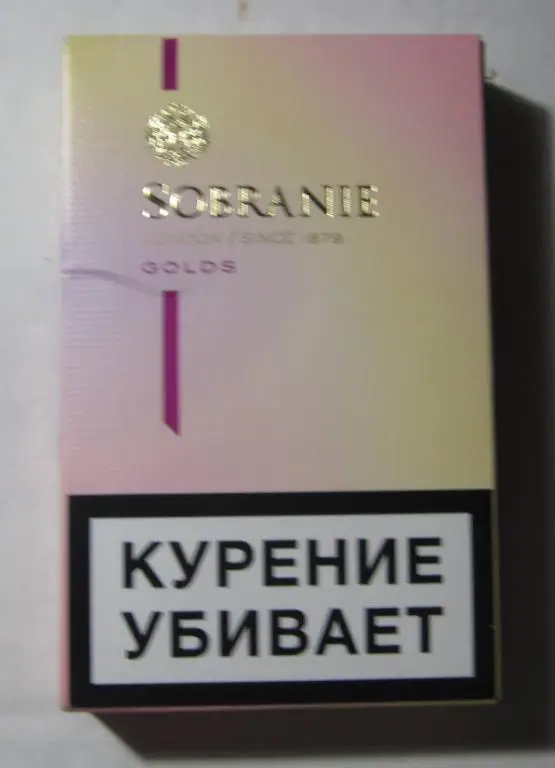 SOBRANIE
LONDON / SINCE 1879
GOLDS
КУРЕНИЕ
УБИВАЕТ